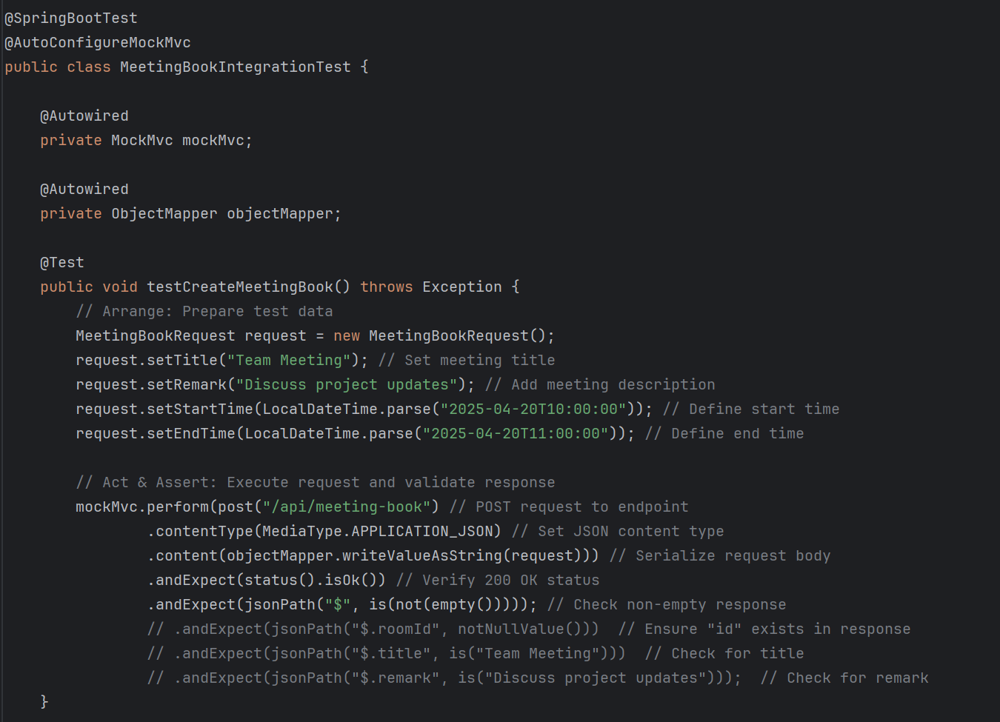 @SpringBootTest
@AutoConfigureMockMvc
public class MeetingBookIntegrationTest {
@Autowired
private MockMvc mockMvc;
@Autowired
private ObjectMapper objectMapper;
@Test
public void testCreateMeetingBook() throws Exception {
// Arrange: Prepare test data
MeetingBookRequest request = new MeetingBookRequest();
request.setTitle("Team Meeting"); // Set meeting title
request.setRemark("Discuss project updates"); // Add meeting description
request.setStartTime(LocalDateTime.parse("2025-04-20T10:00:00")); // Define start time
request.setEndTime(LocalDateTime.parse("2025-04-20T11:00:00")); // Define end time
// Act & Assert: Execute request and validate response
mockMvc.perform(post("/api/meeting-book") // POST request to endpoint
.contentType(MediaType.APPLICATION_JSON) // Set JSON content type
.content(objectMapper.writeValueAsString(request))) // Serialize request body
.andExpect(status().isOk()) // Verify 200 OK status
.andExpect(jsonPath("$", is(not(empty())))); // Check non-empty response
// .andExpect(jsonPath("$.roomId", notNullValue()))  // Ensure "id" exists in response
// .andExpect(jsonPath("$.title", is("Team Meeting")))  // Check for title
// .andExpect(jsonPath("$.remark", is("Discuss project updates")));  // Check for remark
}